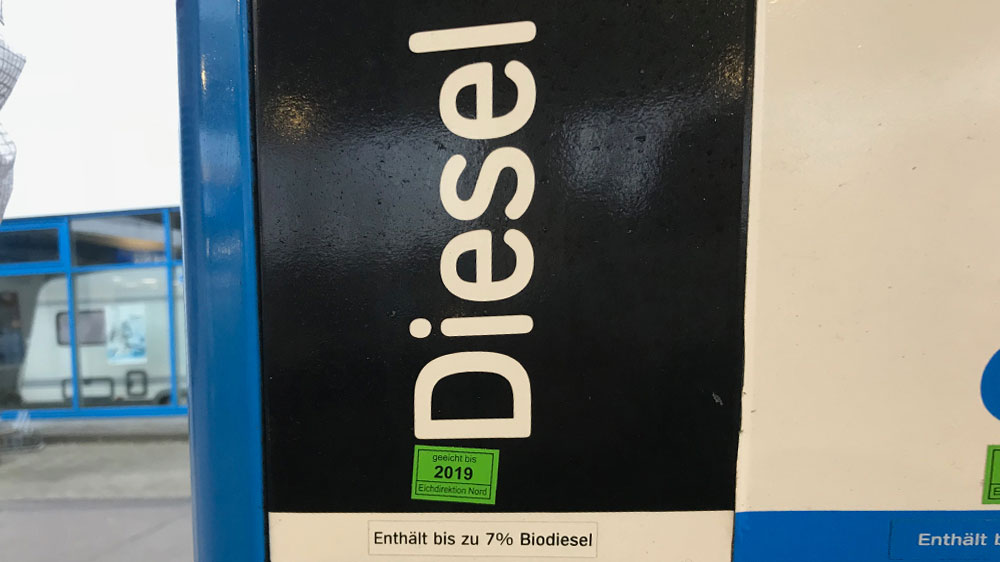 Diesel
geeicht bis
2019
Eichdirektion Nord
Enthält bis zu 7% Biodiesel
Enthält